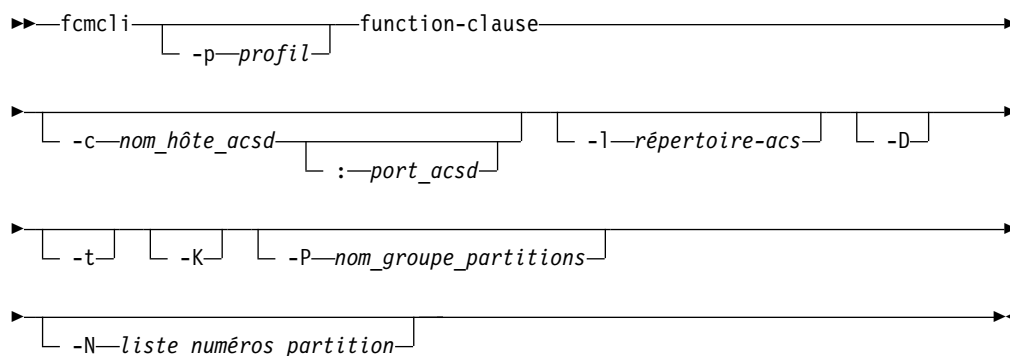 fcmcli function-clause
-p profil
-c nom_hôte_acsd -l répertoire-acs -D
: port_acsd
-t -K -P nom_groupe_partitions
-N liste numéros partition